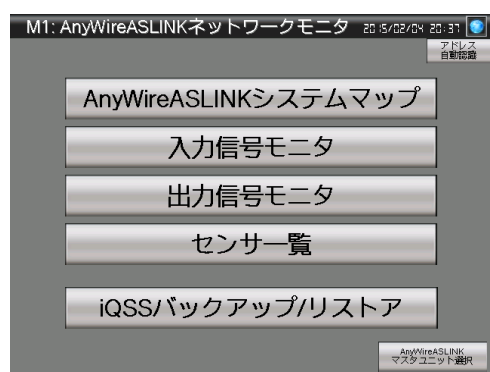 M1: AnyWireASLINKネットワークモニタ 2015/02/04 20:37
アドレス
自動認識
AnyWireASLINKシステムマップ
入力信号モニタ
出力信号モニタ
センサ一覧
iQSSバックアップ/リストア
AnyWireASLINK
マスタユニット選択